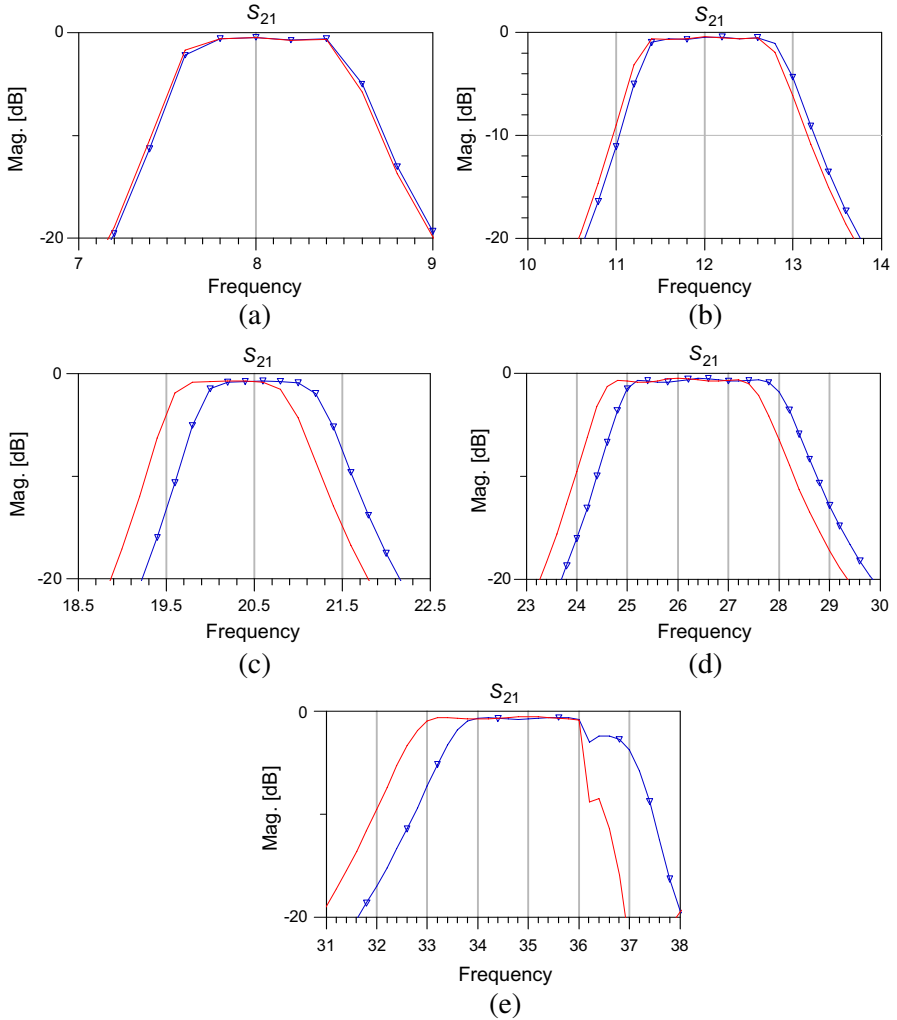 S21
0
-10
-20
Mag. [dB]
7
8
9
Frequency
(a)
S21
0
-10
-20
Mag. [dB]
10
11
12
13
14
Frequency
(b)
S21
0
-20
Mag. [dB]
18.5
19.5
20.5
21.5
22.5
Frequency
(c)
S21
0
-20
Mag. [dB]
23
24
25
26
27
28
29
30
Frequency
(d)
S21
0
-20
Mag. [dB]
31
32
33
34
35
36
37
38
Frequency
(e)